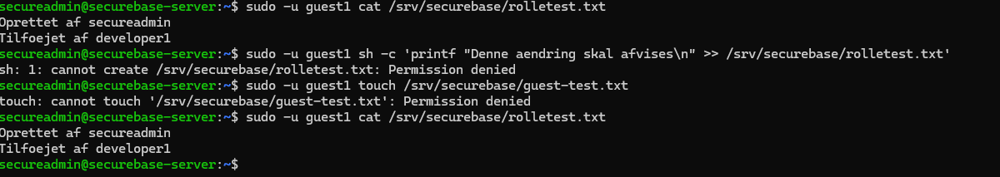 secureadmin@securebase-server:~$ sudo -u guest1 cat /srv/securebase/rolletest.txt
Oprettet af secureadmin
Tilfoejet af developer1
secureadmin@securebase-server:~$ sudo -u guest1 sh -c 'printf "Denne aendring skal afvises\n" >> /srv/securebase/rolletest.txt'
sh: 1: cannot create /srv/securebase/rolletest.txt: Permission denied
secureadmin@securebase-server:~$ sudo -u guest1 touch /srv/securebase/guest-test.txt
touch: cannot touch '/srv/securebase/guest-test.txt': Permission denied
secureadmin@securebase-server:~$ sudo -u guest1 cat /srv/securebase/rolletest.txt
Oprettet af secureadmin
Tilfoejet af developer1
secureadmin@securebase-server:~$